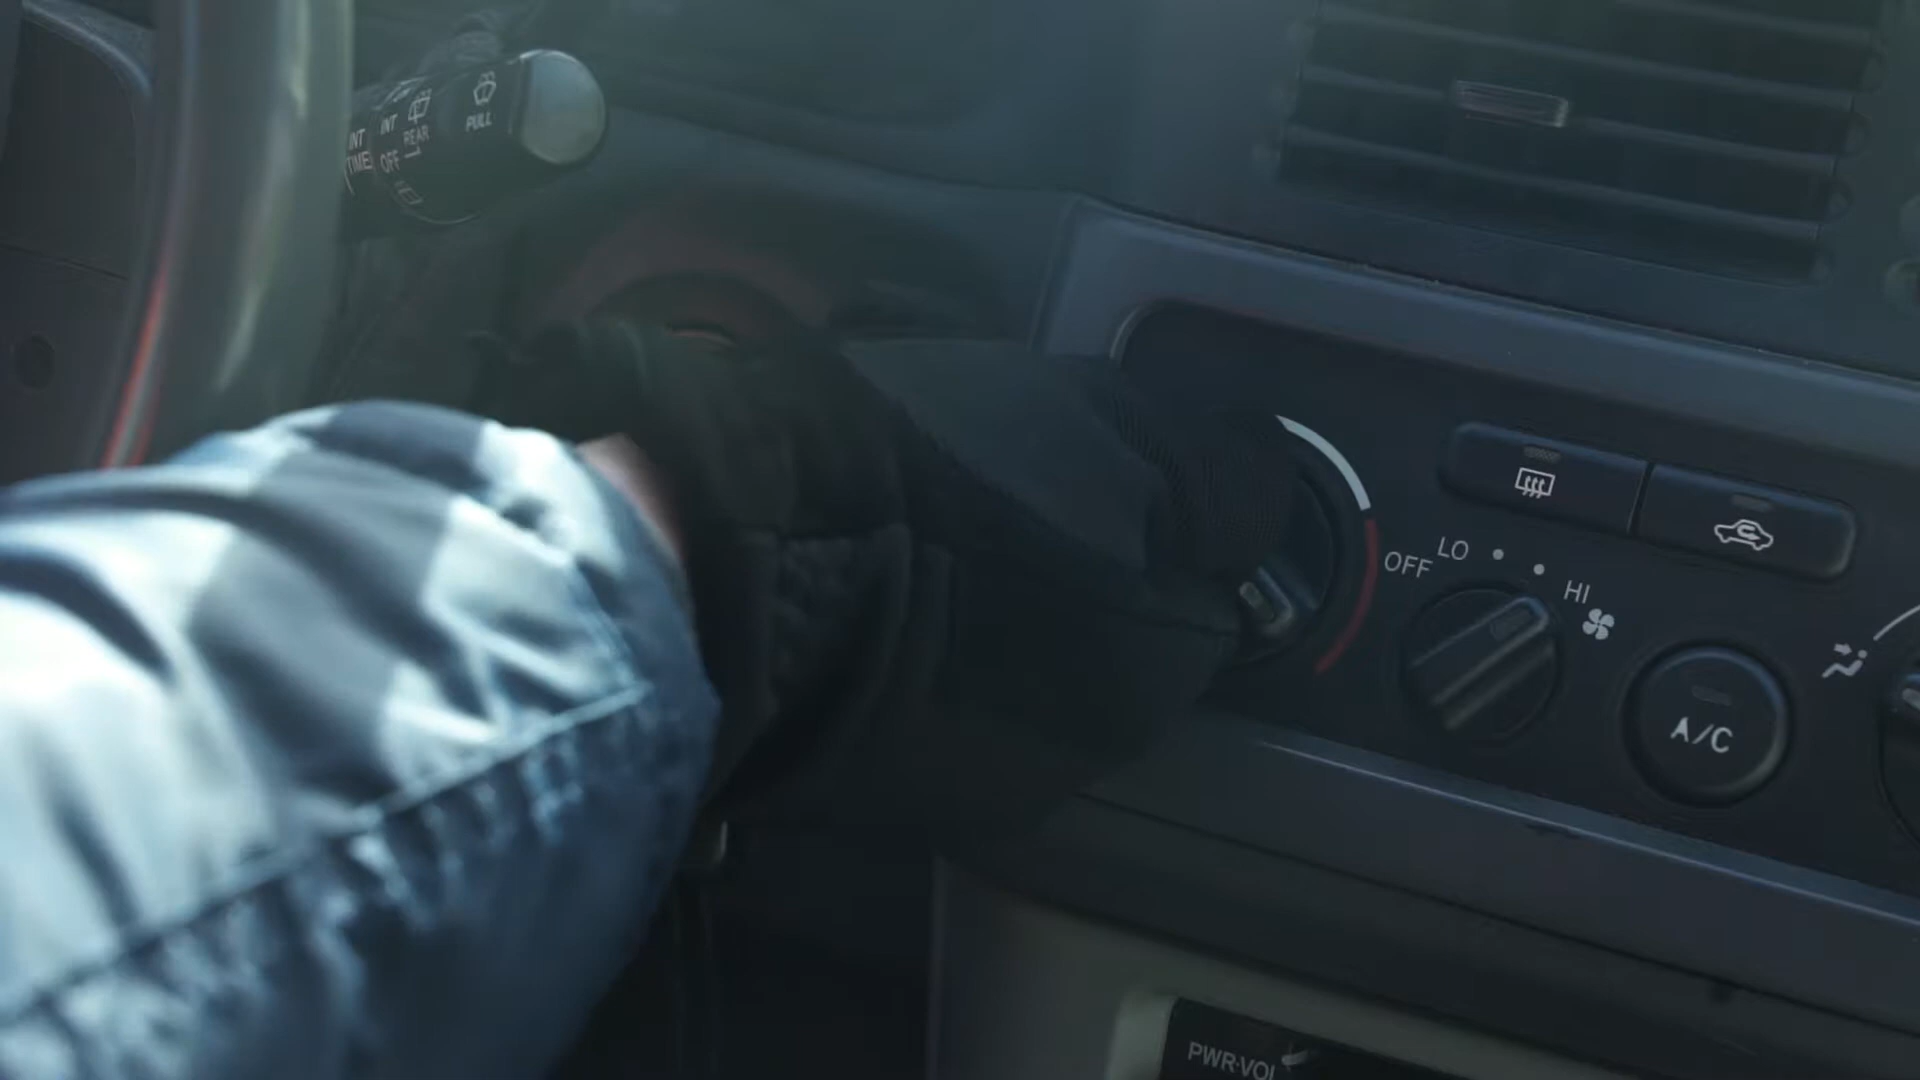 PULL
INT
REAR
INT
TIME
OFF
OFF
LO
HI
A/C
PWR·VOL